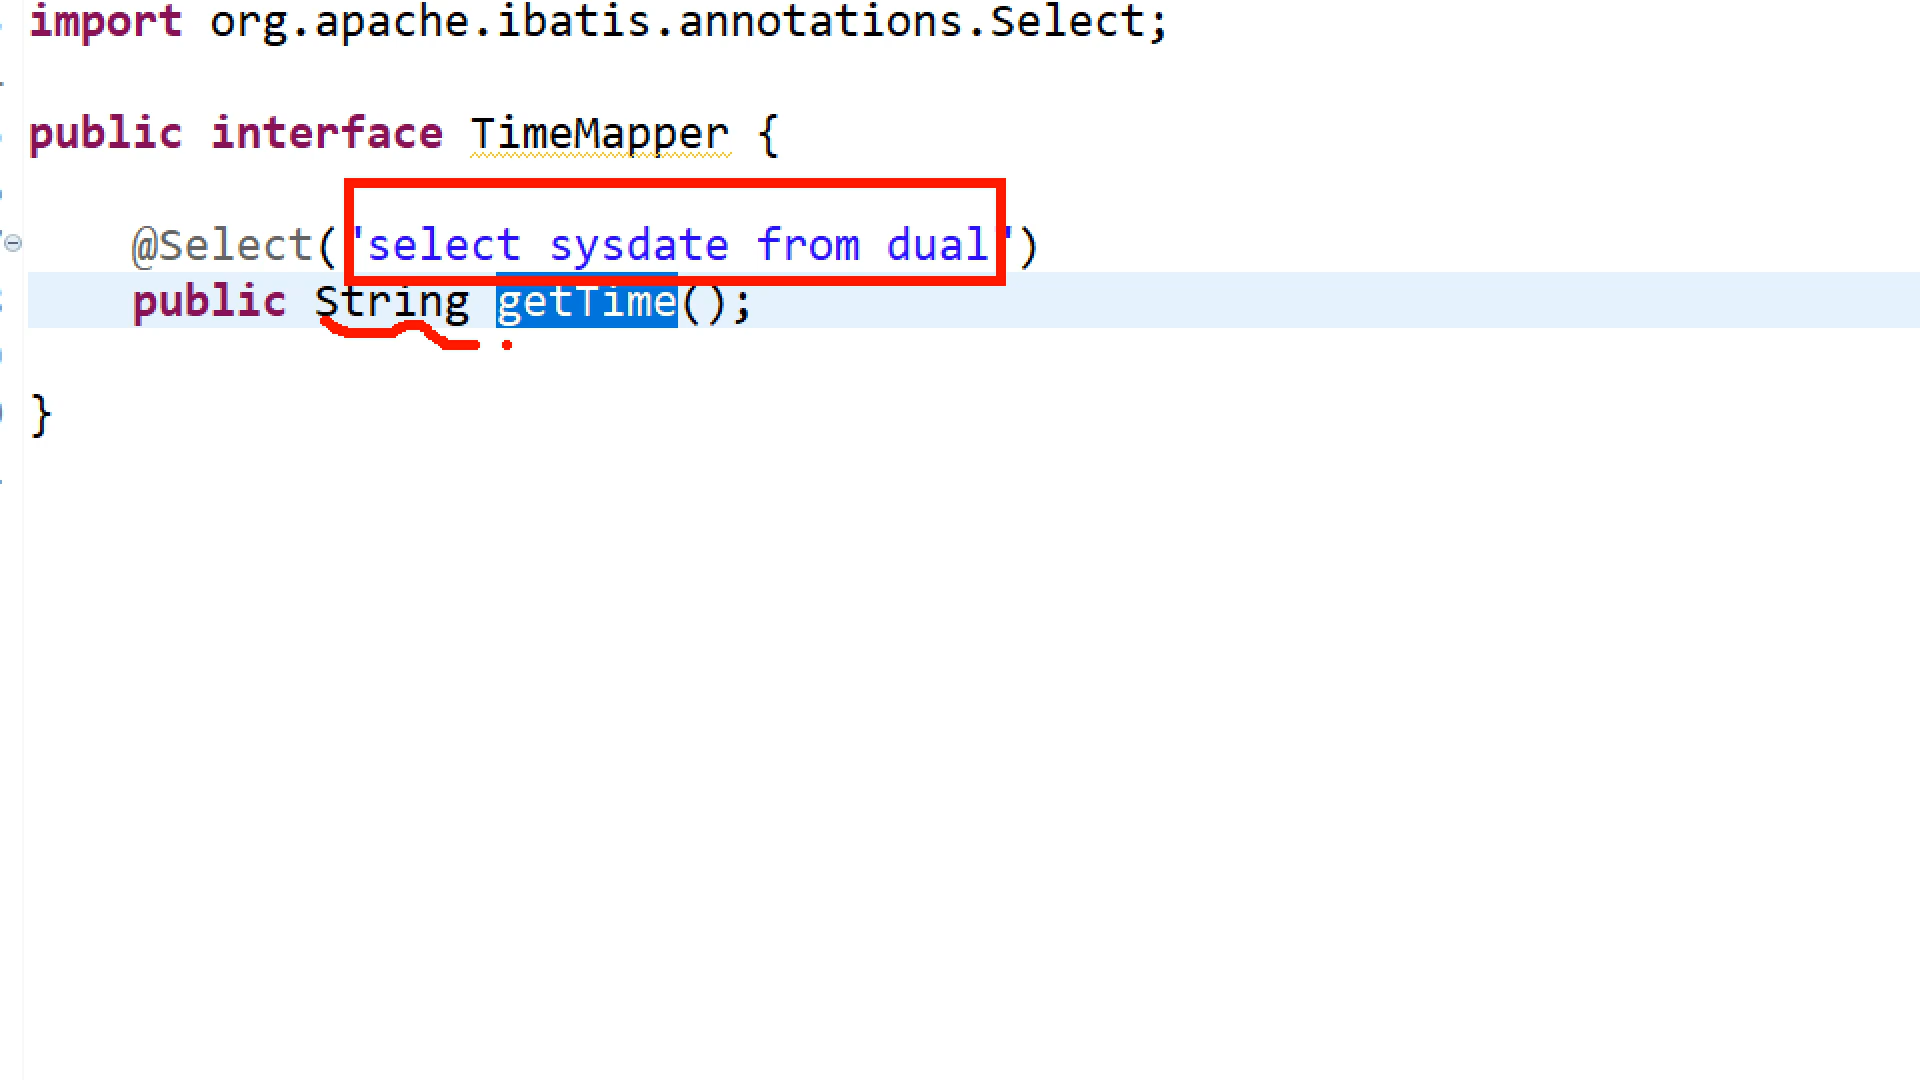 import org.apache.ibatis.annotations.Select;
public interface TimeMapper {
@Select("select sysdate from dual")
public String getTime();
}